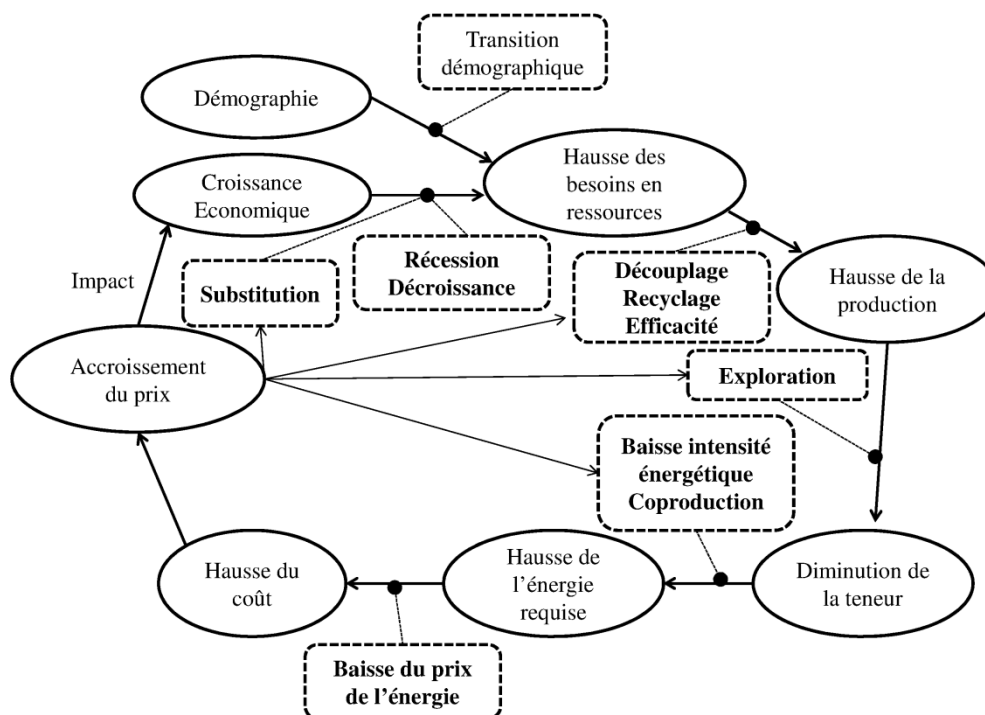 Transition
démographique
Démographie
Hausse des
besoins en
ressources
Croissance
Economique
Impact
Substitution
Récession
Décroissance
Découplage
Recyclage
Efficacité
Hausse de la
production
Accroissement
du prix
Exploration
Baisse intensité
énergétique
Coproduction
Hausse du
coût
Hausse de
l’énergie
requise
Diminution de
la teneur
Baisse du prix
de l’énergie